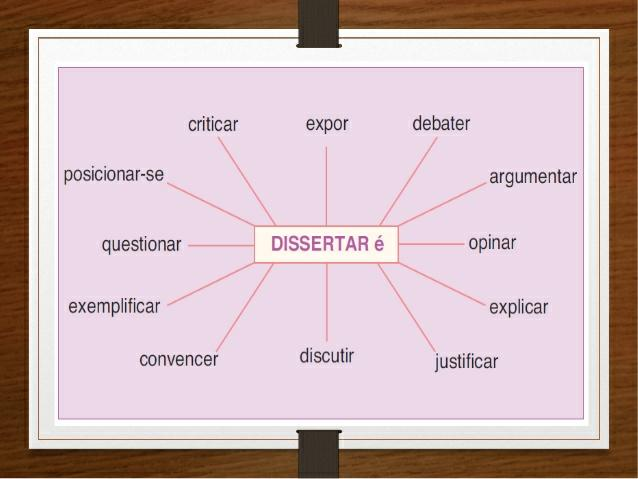 criticar
expor
debater
posicionar-se
argumentar
questionar
DISSERTAR é
opinar
exemplificar
explicar
convencer
discutir
justificar